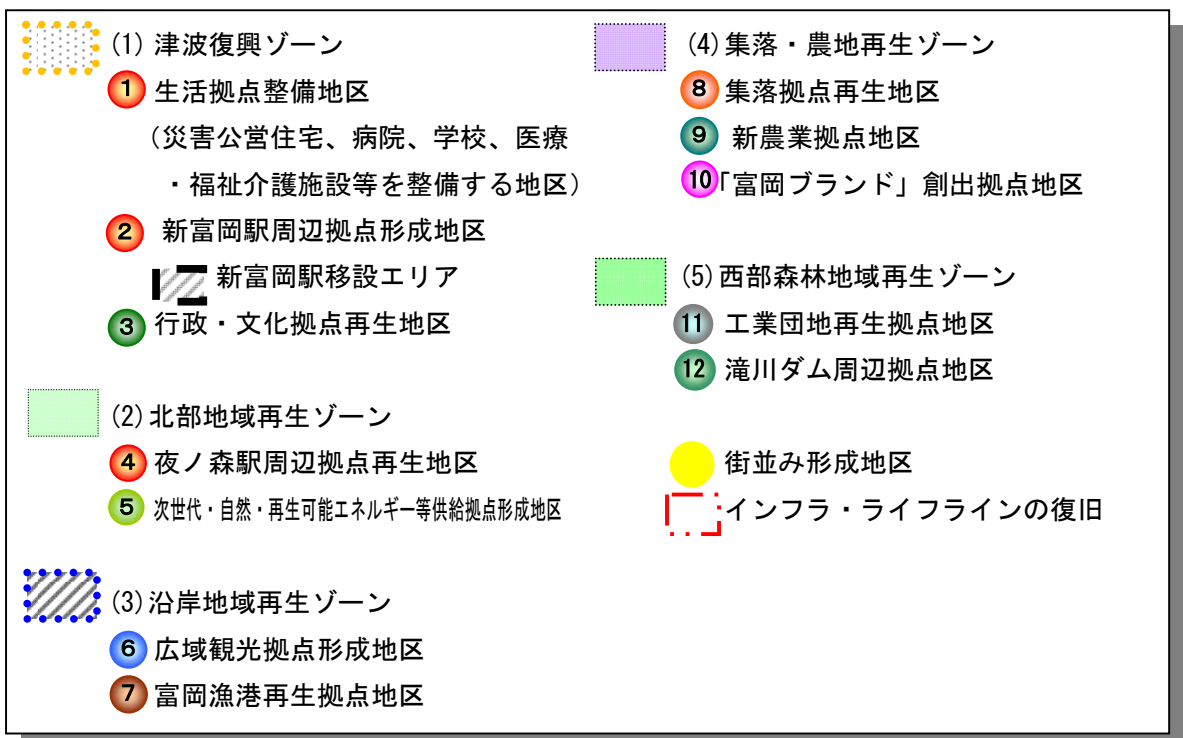 (1)津波復興ゾーン
1 生活拠点整備地区
(災害公営住宅、病院、学校、医療
・福祉介護施設等を整備する地区)
2 新富岡駅周辺拠点形成地区
新富岡駅移設エリア
3 行政・文化拠点再生地区
(2)北部地域再生ゾーン
4 夜ノ森駅周辺拠点再生地区
5 次世代・自然・再生可能エネルギー等供給拠点形成地区
(3)沿岸地域再生ゾーン
6 広域観光拠点形成地区
7 富岡漁港再生拠点地区
(4)集落・農地再生ゾーン
8 集落拠点再生地区
9 新農業拠点地区
10 「富岡ブランド」創出拠点地区
(5)西部森林地域再生ゾーン
11 工業団地再生拠点地区
12 滝川ダム周辺拠点地区
街並み形成地区
インフラ・ライフラインの復旧